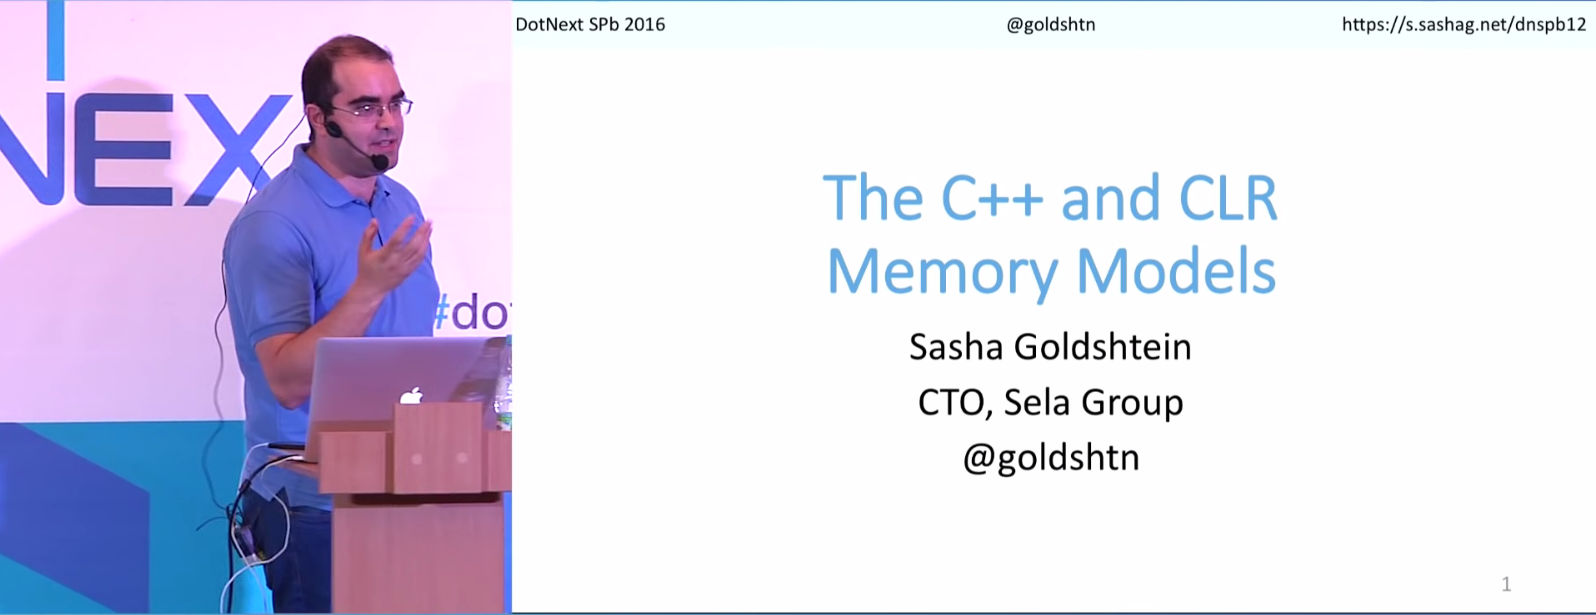 NEX
#do
DotNext SPb 2016 @goldshtn https://s.sashag.net/dnspb12
The C++ and CLR
Memory Models
Sasha Goldshtein
CTO, Sela Group
@goldshtn
1